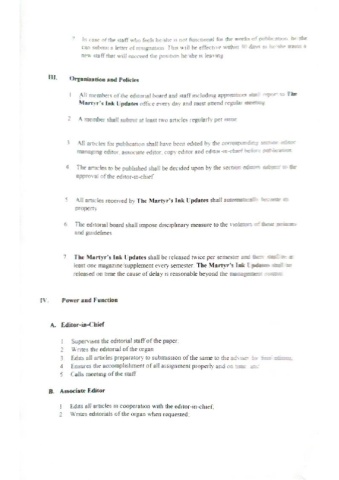 7 In case of the staff who feels he/she is not functional for the works of publication, he/she
can submit a letter of resignation. This will be effective within 30 days as he/she trains a
new staff that will succeed the position he/she is leaving.
III. Organization and Policies
1 All members of the editorial board and staff including apprentices shall report to The
Martyr's Ink Updates office every day and must attend regular meeting.
2 A member shall submit at least two articles regularly per issue
3 All articles for publication shall have been edited by the corresponding section editor
managing editor, associate editor, copy editor and editor-in-chief before publication.
4 The articles to be published shall be decided upon by the section editors subject to the
approval of the editor-in-chief
5 All articles received by The Martyr's Ink Updates shall automatically become its
property.
6 The editorial board shall impose disciplinary measure to the violators of these policies
and guidelines
7 The Martyr's Ink Updates shall be released twice per semester and there shall be at
least one magazine/supplement every semester. The Martyr's Ink Updates shall be
released on time the cause of delay is reasonable beyond the management control.
IV. Power and Function
A. Editor-in-Chief
1 Supervises the editorial staff of the paper.
2 Writes the editorial of the organ
3 Edits all articles preparatory to submission of the same to the adviser for final editing.
4 Ensures the accomplishment of all assignment properly and on time; and
5 Calls meeting of the staff
B. Associate Editor
1 Edits all articles in cooperation with the editor-in-chief.
2 Writes editorials of the organ when requested.